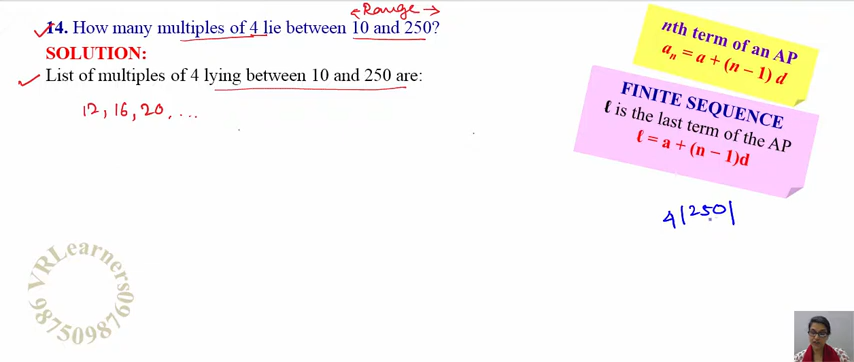 ←Range→
14. How many multiples of 4 lie between 10 and 250?
SOLUTION:
List of multiples of 4 lying between 10 and 250 are:
12, 16, 20, ...
nth term of an AP
aₙ = a + (n − 1) d
FINITE SEQUENCE
ℓ is the last term of the AP
ℓ = a + (n − 1)d
4|250|
VRLearners
9875098760